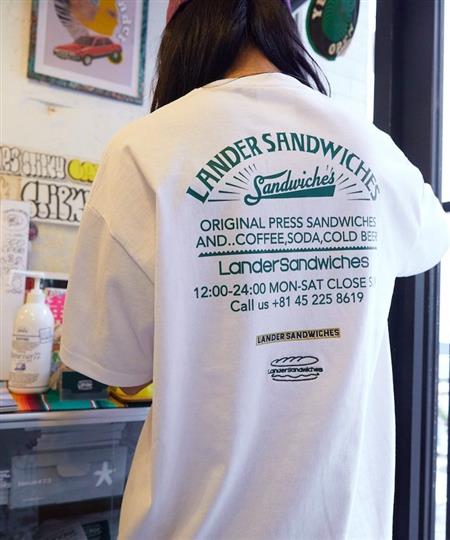 LANDER SANDWICHES
Sandwiche's
ORIGINAL PRESS SANDWICHES
AND..COFFEE,SODA,COLD BEER
LanderSandwiches
12:00-24:00 MON-SAT CLOSE
Call us +81 45 225 8619
LANDER SANDWICHES
LanderSandwiches